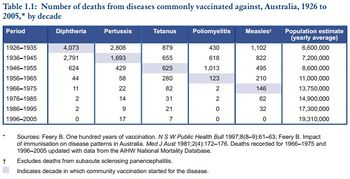 Table 1.1: Number of deaths from diseases commonly vaccinated against, Australia, 1926 to
2005,* by decade
Period Diphtheria Pertussis Tetanus Poliomyelitis Measles† Population estimate
(yearly average)
1926–1935 4,073 2,808 879 430 1,102 6,600,000
1936–1945 2,791 1,693 655 618 822 7,200,000
1946–1955 624 429 625 1,013 495 8,600,000
1956–1965 44 58 280 123 210 11,000,000
1966–1975 11 22 82 2 146 13,750,000
1976–1985 2 14 31 2 62 14,900,000
1986–1995 2 9 21 0 32 17,300,000
1996–2005 0 17 7 0 0 19,310,000
* Sources: Feery B. One hundred years of vaccination. N S W Public Health Bull 1997;8(8–9):61–63; Feery B. Impact
of immunisation on disease patterns in Australia. Med J Aust 1981;2(4):172–176. Deaths recorded for 1966–1975 and
1996–2005 updated with data from the AIHW National Mortality Database.
† Excludes deaths from subacute sclerosing panencephalitis.
Indicates decade in which community vaccination started for the disease.